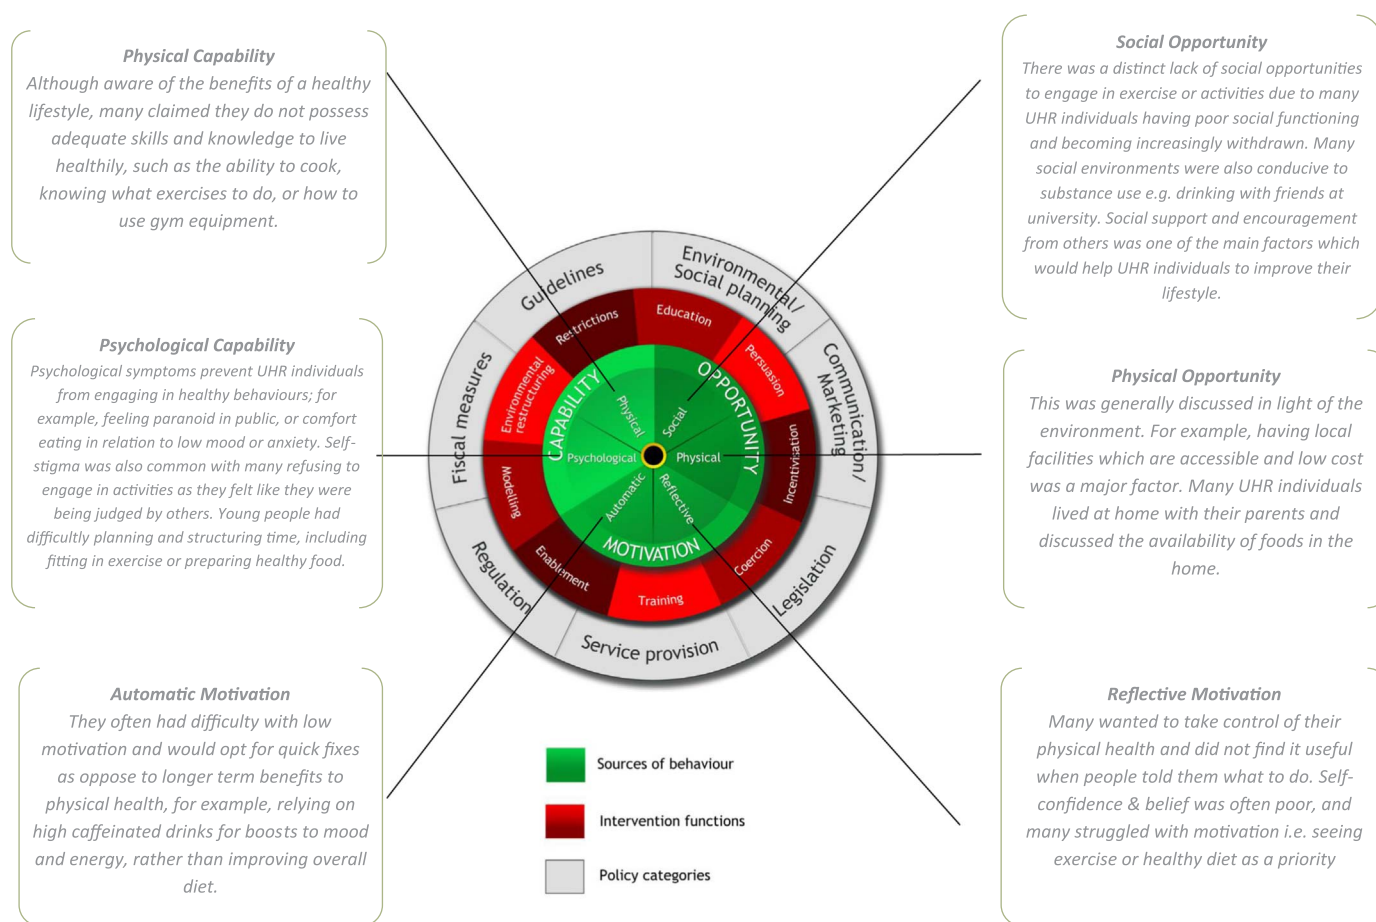 Physical Capability
Although aware of the benefits of a healthy
lifestyle, many claimed they do not possess
adequate skills and knowledge to live
healthily, such as the ability to cook,
knowing what exercises to do, or how to
use gym equipment.
Psychological Capability
Psychological symptoms prevent UHR individuals
from engaging in healthy behaviours; for
example, feeling paranoid in public, or comfort
eating in relation to low mood or anxiety. Self-
stigma was also common with many refusing to
engage in activities as they felt like they were
being judged by others. Young people had
difficultly planning and structuring time, including
fitting in exercise or preparing healthy food.
Automatic Motivation
They often had difficulty with low
motivation and would opt for quick fixes
as oppose to longer term benefits to
physical health, for example, relying on
high caffeinated drinks for boosts to mood
and energy, rather than improving overall
diet.
Guidelines
Environmental/
Social planning
Communication/
Marketing
Legislation
Service provision
Regulation
Fiscal measures
Restrictions
Education
Persuasion
Incentivisation
Coercion
Training
Enablement
Modelling
Environmental
restructuring
CAPABILITY
OPPORTUNITY
MOTIVATION
Physical
Social
Psychological
Physical
Automatic
Reflective
Sources of behaviour
Intervention functions
Policy categories
Social Opportunity
There was a distinct lack of social opportunities
to engage in exercise or activities due to many
UHR individuals having poor social functioning
and becoming increasingly withdrawn. Many
social environments were also conducive to
substance use e.g. drinking with friends at
university. Social support and encouragement
from others was one of the main factors which
would help UHR individuals to improve their
lifestyle.
Physical Opportunity
This was generally discussed in light of the
environment. For example, having local
facilities which are accessible and low cost
was a major factor. Many UHR individuals
lived at home with their parents and
discussed the availability of foods in the
home.
Reflective Motivation
Many wanted to take control of their
physical health and did not find it useful
when people told them what to do. Self-
confidence & belief was often poor, and
many struggled with motivation i.e. seeing
exercise or healthy diet as a priority